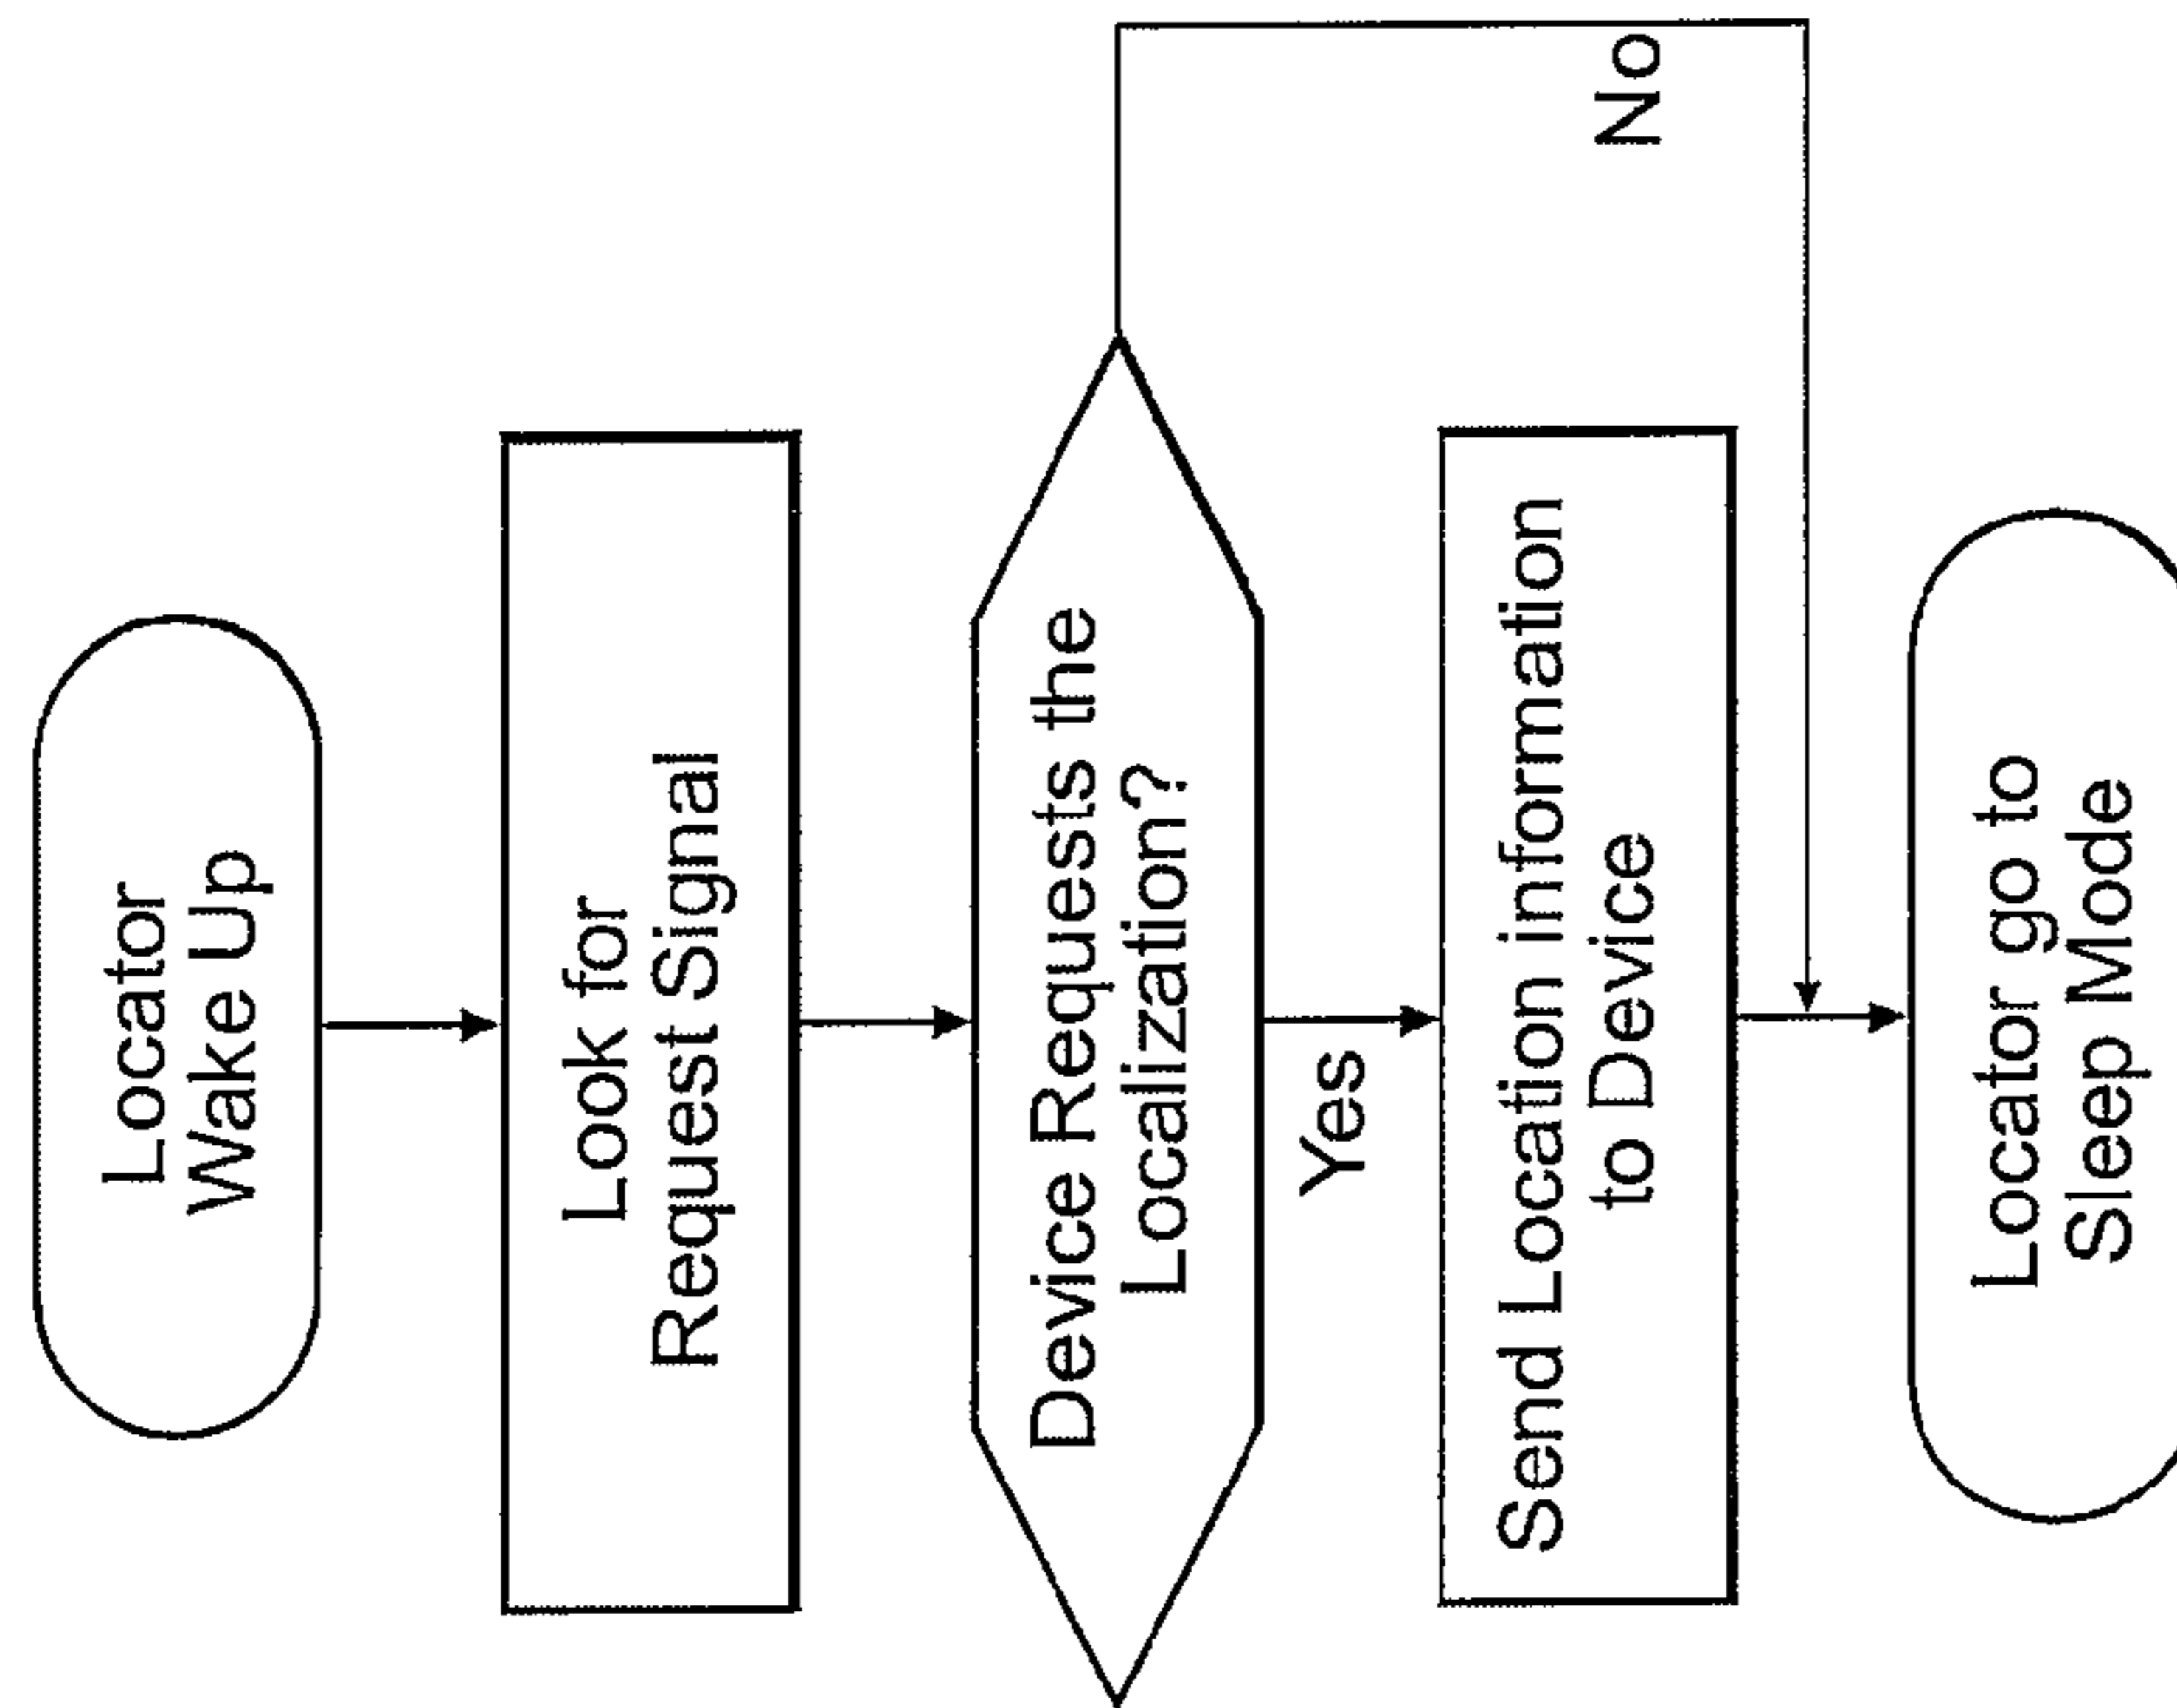 Locator
Wake Up
Look for
Request Signal
Device Requests the
Localization?
Yes
No
Send Location information
to Device
Locator go to
Sleep Mode